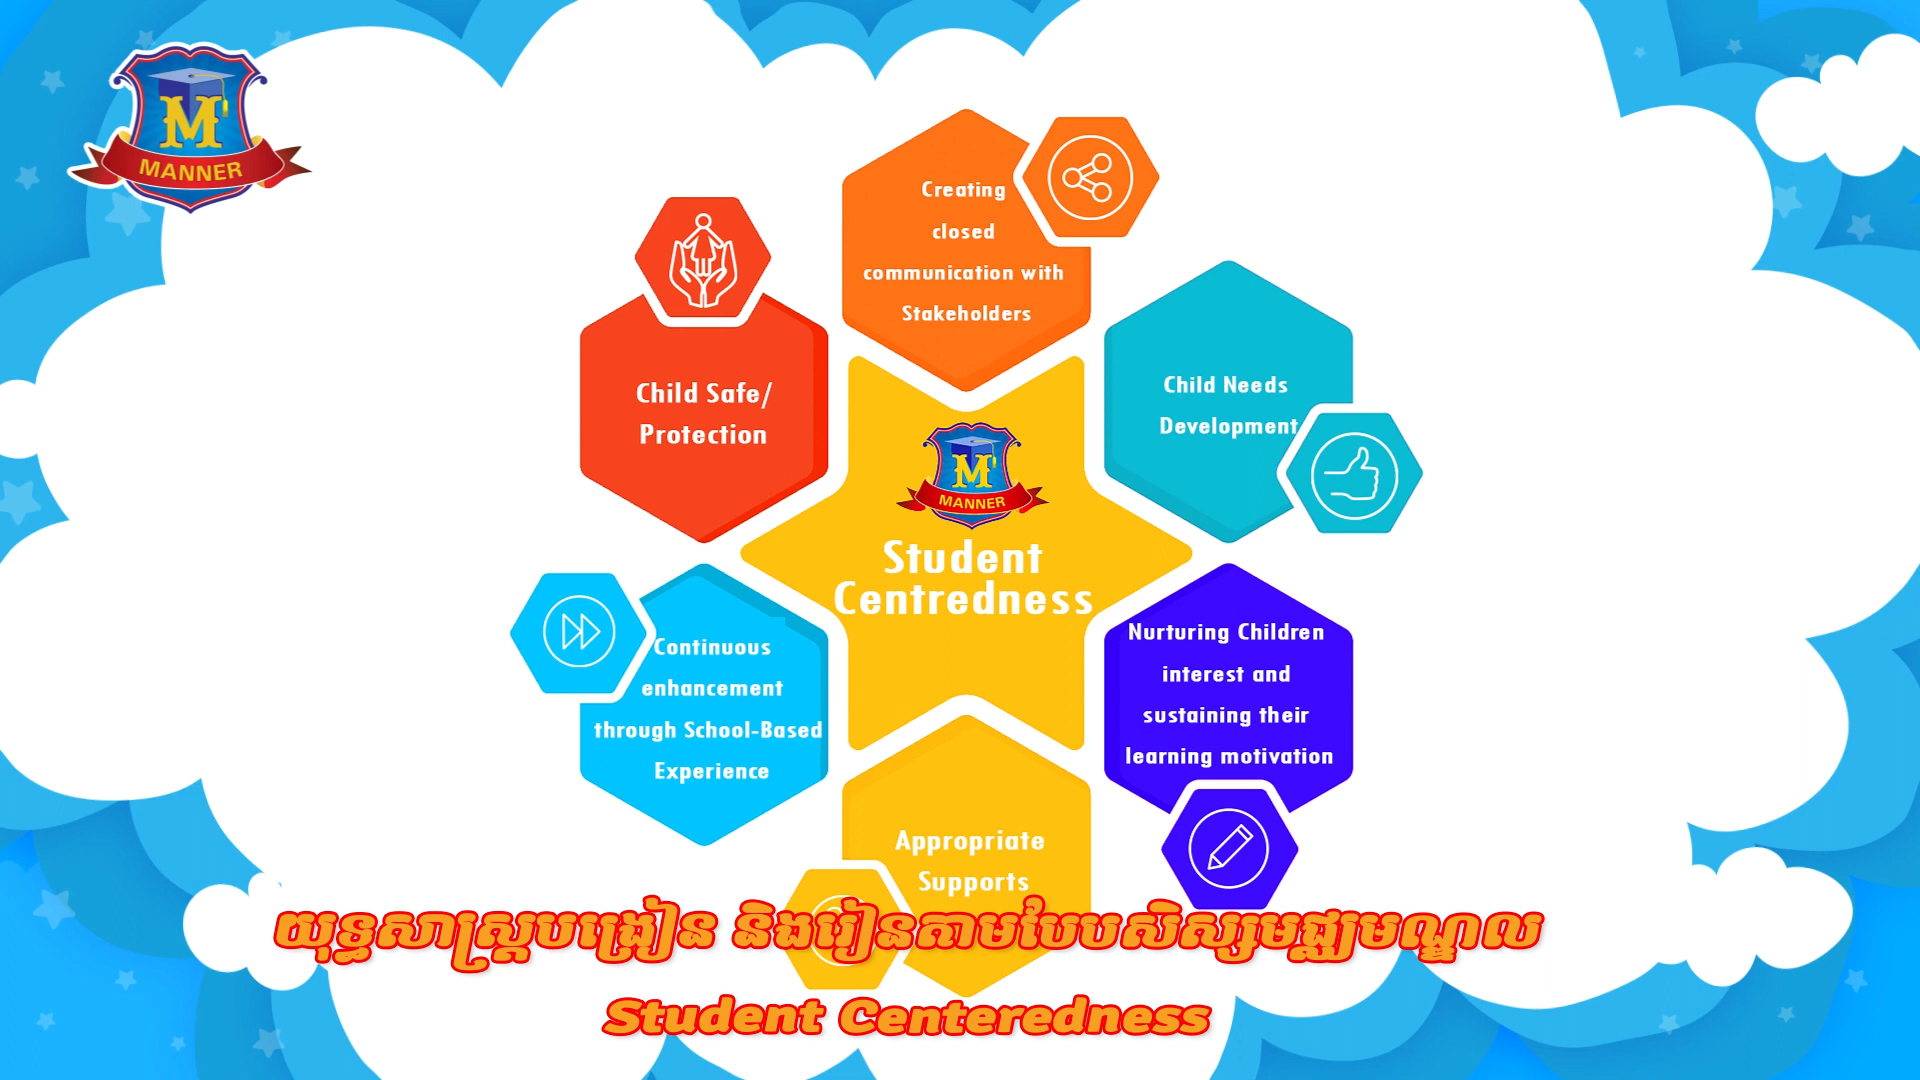 M
MANNER
Creating
closed
communication with
Stakeholders
Child Safe/
Protection
Child Needs
Development
M
MANNER
Student
Centredness
Continuous
enhancement
through School-Based
Experience
Nurturing Children
interest and
sustaining their
learning motivation
Appropriate
Supports
យុទ្ធសាស្ត្របង្រៀន និងរៀនតាមបែបសិស្សមជ្ឈមណ្ឌល
Student Centeredness